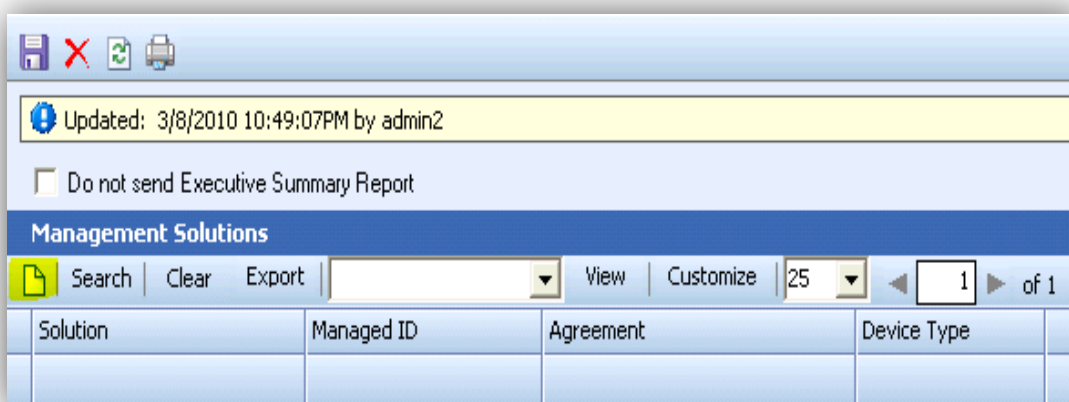 Updated: 3/8/2010 10:49:07PM by admin2
Do not send Executive Summary Report
Management Solutions
Search Clear Export View Customize 25 1 of 1
Solution Managed ID Agreement Device Type